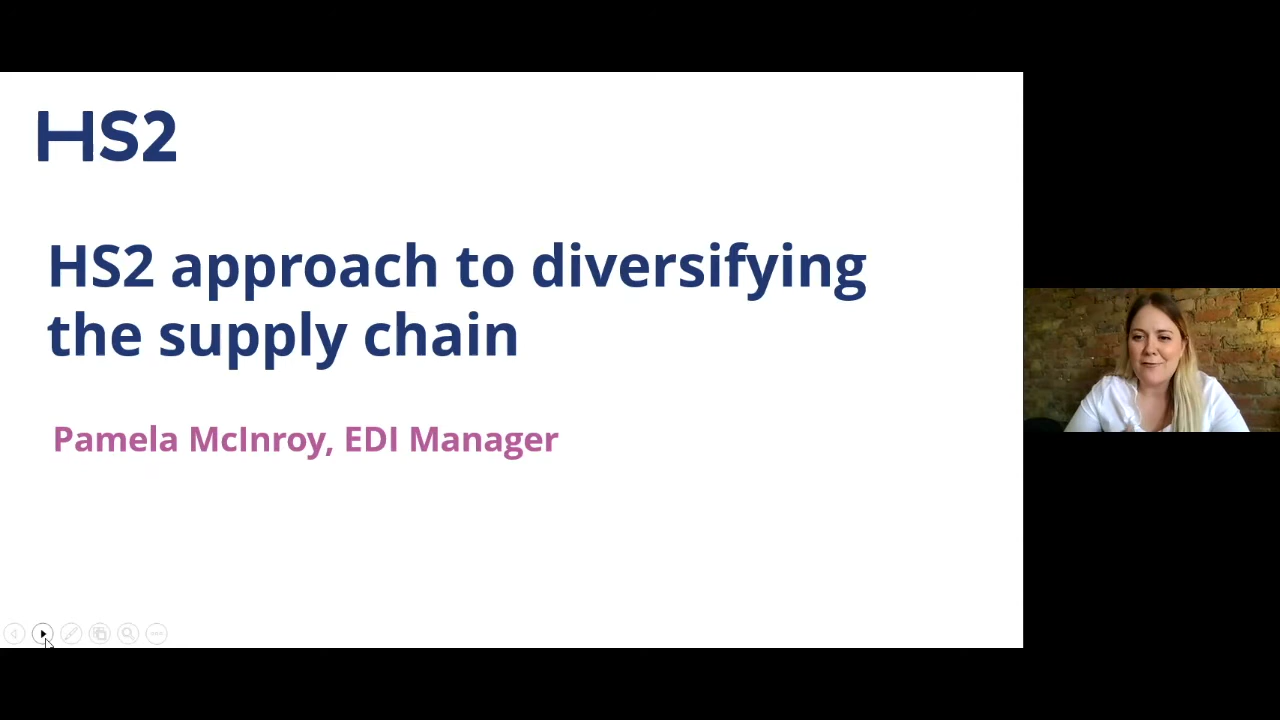 HS2
HS2 approach to diversifying
the supply chain
Pamela McInroy, EDI Manager